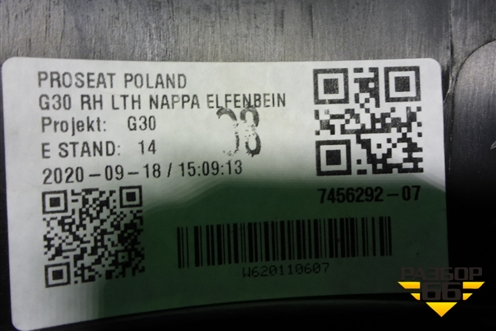 PROSEAT POLAND
G30 RH LTH NAPPA ELFENBEIN
Projekt: G30
38
E STAND: 14
2020-09-18 / 15:09:13
7456292-07
W620110607
РАЗБОР
66